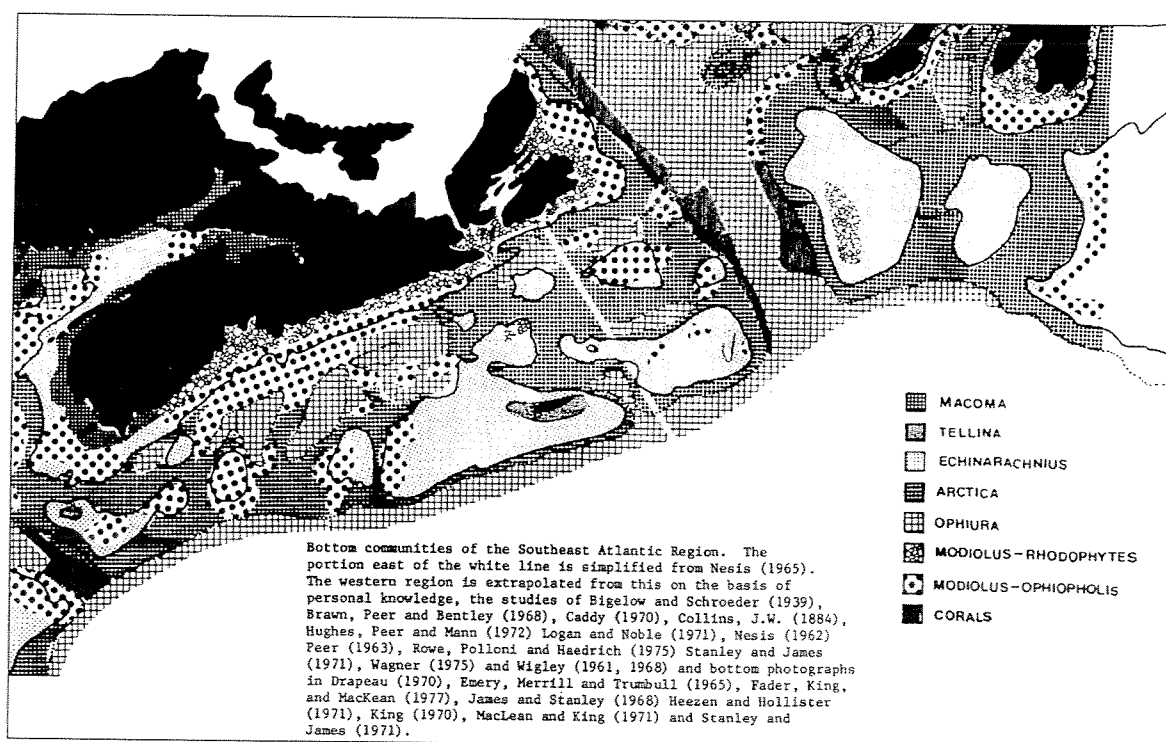 MACOMA
TELLINA
ECHINARACHNIUS
ARCTICA
OPHIURA
MODIOLUS-RHODOPHYTES
MODIOLUS-OPHIOPHOLIS
CORALS
Bottom communities of the Southeast Atlantic Region. The
portion east of the white line is simplified from Nesis (1965).
The western region is extrapolated from this on the basis of
personal knowledge, the studies of Bigelow and Schroeder (1939),
Brawn, Peer and Bentley (1968), Caddy (1970), Collins, J.W. (1884),
Hughes, Peer and Mann (1972) Logan and Noble (1971), Nesis (1962)
Peer (1963), Rowe, Polloni and Haedrich (1975) Stanley and James
(1971), Wagner (1975) and Wigley (1961, 1968) and bottom photographs
in Drapeau (1970), Emery, Merrill and Trumbull (1965), Fader, King,
and MacKean (1977), James and Stanley (1968) Heezen and Hollister
(1971), King (1970), MacLean and King (1971) and Stanley and
James (1971).